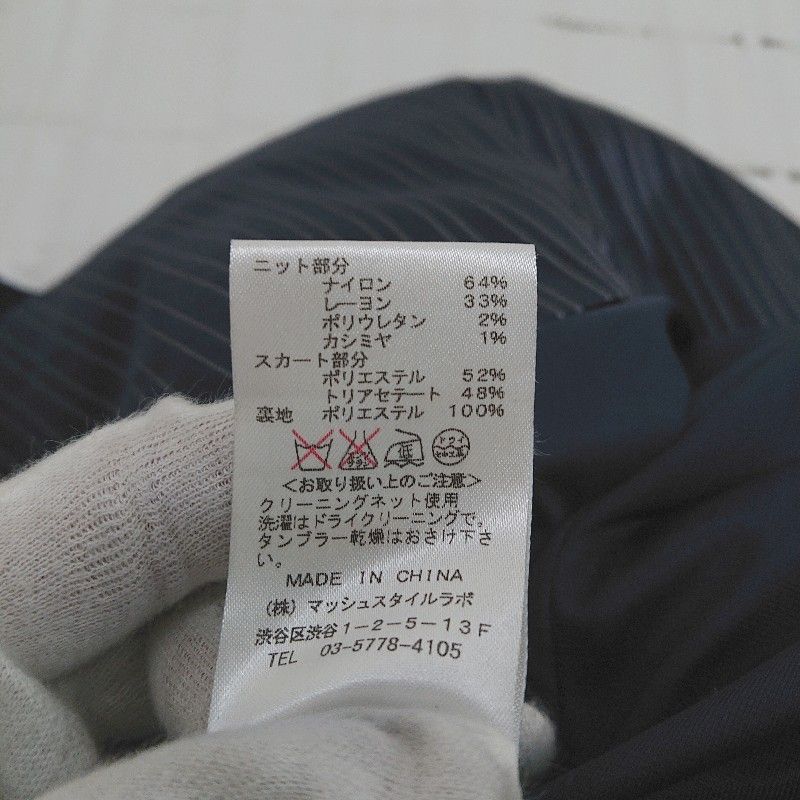 ニット部分
ナイロン 64%
レーヨン 33%
ポリウレタン 2%
カシミヤ 1%
スカート部分
ポリエステル 52%
トリアセテート 48%
裏地 ポリエステル 100%
低 ドライ
<お取り扱い上のご注意>
クリーニングネット使用
洗濯はドライクリーニングで。
タンブラー乾燥はおさけ下さ
い。
MADE IN CHINA
(株) マッシュスタイルラボ
渋谷区渋谷1-2-5-13F
TEL 03-5778-4105